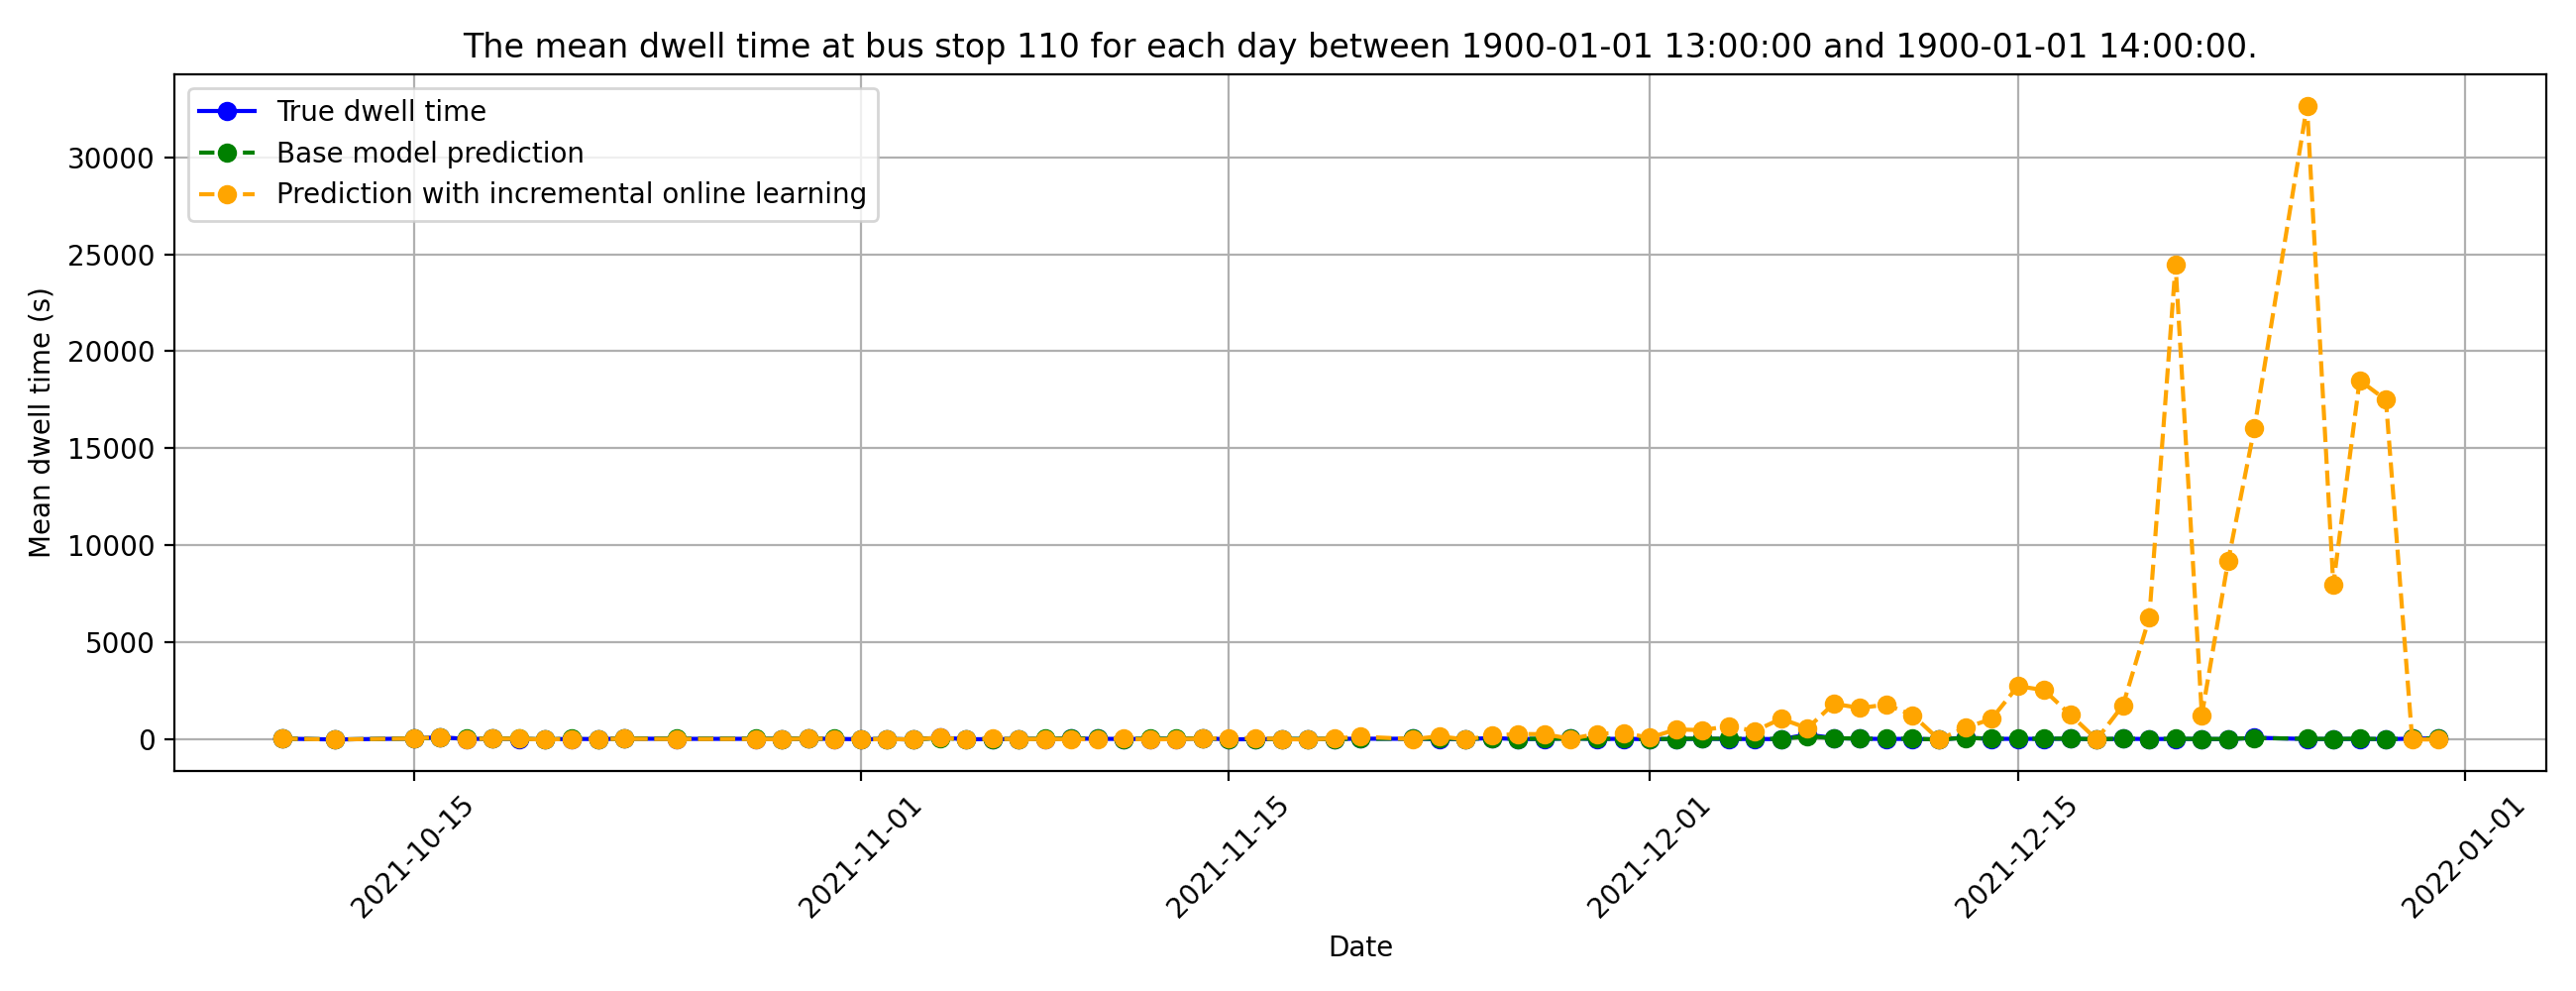 The mean dwell time at bus stop 110 for each day between 1900-01-01 13:00:00 and 1900-01-01 14:00:00.
True dwell time
Base model prediction
Prediction with incremental online learning
Mean dwell time (s)
30000
25000
20000
15000
10000
5000
0
2021-10-15
2021-11-01
2021-11-15
2021-12-01
2021-12-15
2022-01-01
Date